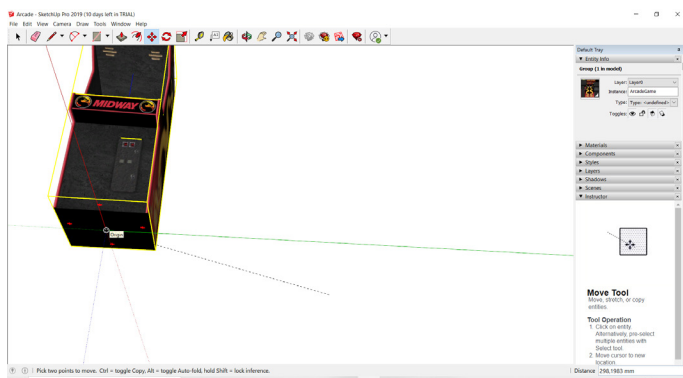 Arcade - SketchUp Pro 2019 (10 days left in TRIAL)
File Edit View Camera Draw Tools Window Help
Default Tray
Entity Info
Group (1 in model)
Layer: Layer0
Instance: ArcadeGame
Type: Type: <undefined>
Toggles:
Materials
Components
Styles
Layers
Shadows
Scenes
Instructor
MIDWAY
Origin
Move Tool
Move, stretch, or copy
entities.
Tool Operation
1. Click on entity.
Alternatively, pre-select
multiple entities with
Select tool.
2. Move cursor to new
location.
Pick two points to move. Ctrl = toggle Copy, Alt = toggle Auto-fold, hold Shift = lock inference.
Distance 298,1983 mm